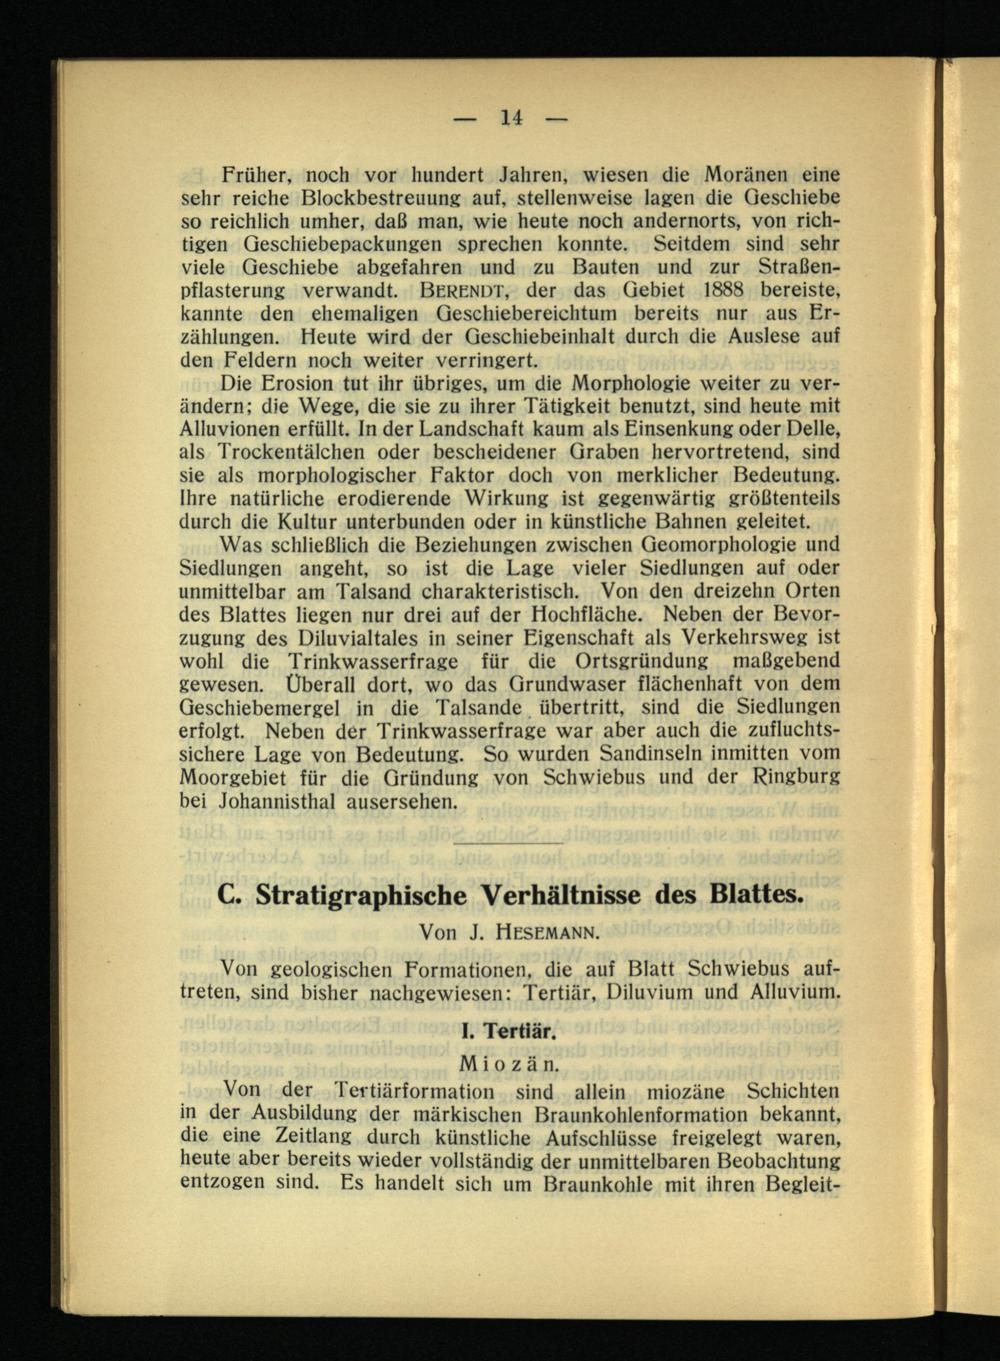 — 14 —
Früher, noch vor hundert Jahren, wiesen die Moränen eine
sehr reiche Blockbestreuung auf, stellenweise lagen die Geschiebe
so reichlich umher, daß man, wie heute noch andernorts, von rich-
tigen Geschiebepackungen sprechen konnte. Seitdem sind sehr
viele Geschiebe abgefahren und zu Bauten und zur Straßen-
pflasterung verwandt. BERENDT, der das Gebiet 1888 bereiste,
kannte den ehemaligen Geschiebereichtum bereits nur aus Er-
zählungen. Heute wird der Geschiebeinhalt durch die Auslese auf
den Feldern noch weiter verringert.
Die Erosion tut ihr übriges, um die Morphologie weiter zu ver-
ändern; die Wege, die sie zu ihrer Tätigkeit benutzt, sind heute mit
Alluvionen erfüllt. In der Landschaft kaum als Einsenkung oder Delle,
als Trockentälchen oder bescheidener Graben hervortretend, sind
sie als morphologischer Faktor doch von merklicher Bedeutung.
Ihre natürliche erodierende Wirkung ist gegenwärtig größtenteils
durch die Kultur unterbunden oder in künstliche Bahnen geleitet.
Was schließlich die Beziehungen zwischen Geomorphologie und
Siedlungen angeht, so ist die Lage vieler Siedlungen auf oder
unmittelbar am Talsand charakteristisch. Von den dreizehn Orten
des Blattes liegen nur drei auf der Hochfläche. Neben der Bevor-
zugung des Diluvialtales in seiner Eigenschaft als Verkehrsweg ist
wohl die Trinkwasserfrage für die Ortsgründung maßgebend
gewesen. Überall dort, wo das Grundwaser flächenhaft von dem
Geschiebemergel in die Talsande übertritt, sind die Siedlungen
erfolgt. Neben der Trinkwasserfrage war aber auch die zufluchts-
sichere Lage von Bedeutung. So wurden Sandinseln inmitten vom
Moorgebiet für die Gründung von Schwiebus und der Ringburg
bei Johannisthal ausersehen.
C. Stratigraphische Verhältnisse des Blattes.
Von J. HESEMANN.
Von geologischen Formationen, die auf Blatt Schwiebus auf-
treten, sind bisher nachgewiesen: Tertiär, Diluvium und Alluvium.
I. Tertiär.
Miozän.
Von der Tertiärformation sind allein miozäne Schichten
in der Ausbildung der märkischen Braunkohlenformation bekannt,
die eine Zeitlang durch künstliche Aufschlüsse freigelegt waren,
heute aber bereits wieder vollständig der unmittelbaren Beobachtung
entzogen sind. Es handelt sich um Braunkohle mit ihren Begleit-